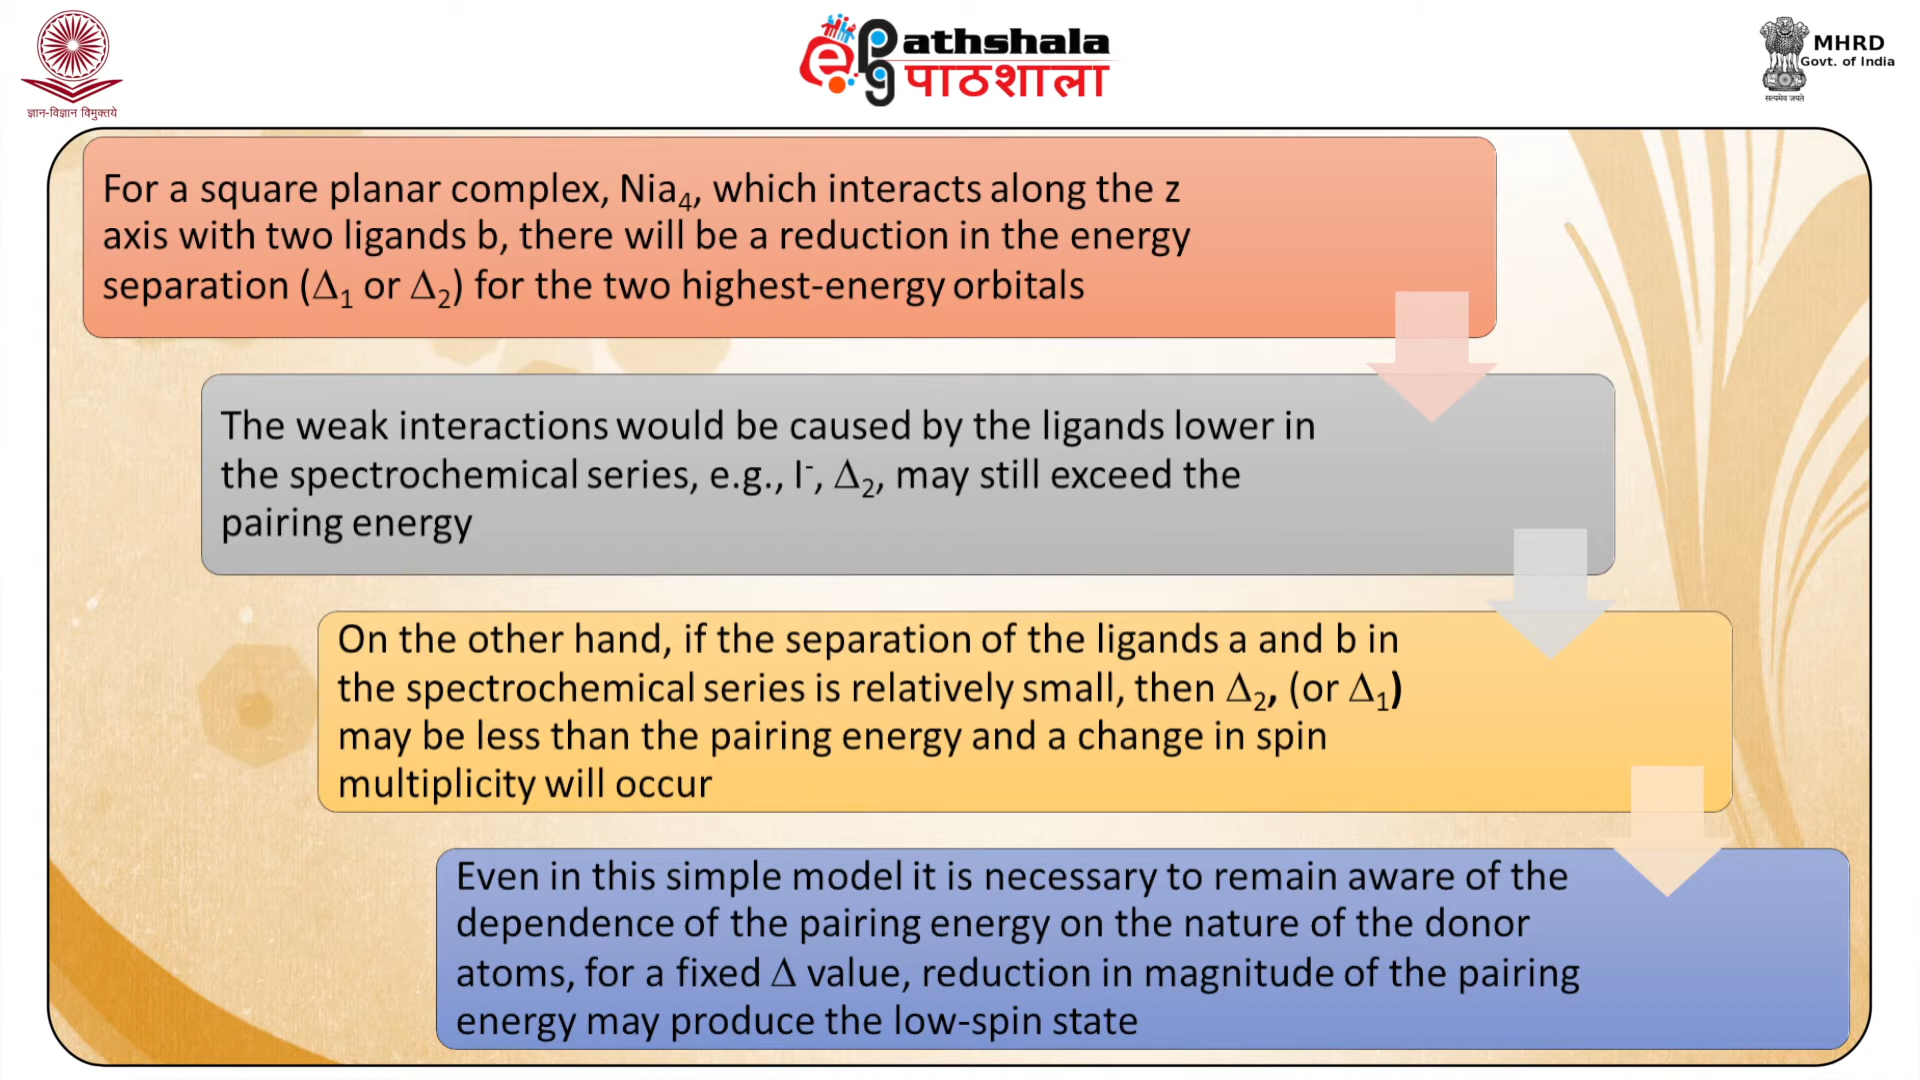 ज्ञान-विज्ञान विमुक्तये
epg
athshala
पाठशाला
MHRD
Govt. of India
सत्यमेव जयते
For a square planar complex, Nia₄, which interacts along the z
axis with two ligands b, there will be a reduction in the energy
separation (Δ₁ or Δ₂) for the two highest-energy orbitals
The weak interactions would be caused by the ligands lower in
the spectrochemical series, e.g., I⁻, Δ₂, may still exceed the
pairing energy
On the other hand, if the separation of the ligands a and b in
the spectrochemical series is relatively small, then Δ₂, (or Δ₁)
may be less than the pairing energy and a change in spin
multiplicity will occur
Even in this simple model it is necessary to remain aware of the
dependence of the pairing energy on the nature of the donor
atoms, for a fixed Δ value, reduction in magnitude of the pairing
energy may produce the low-spin state